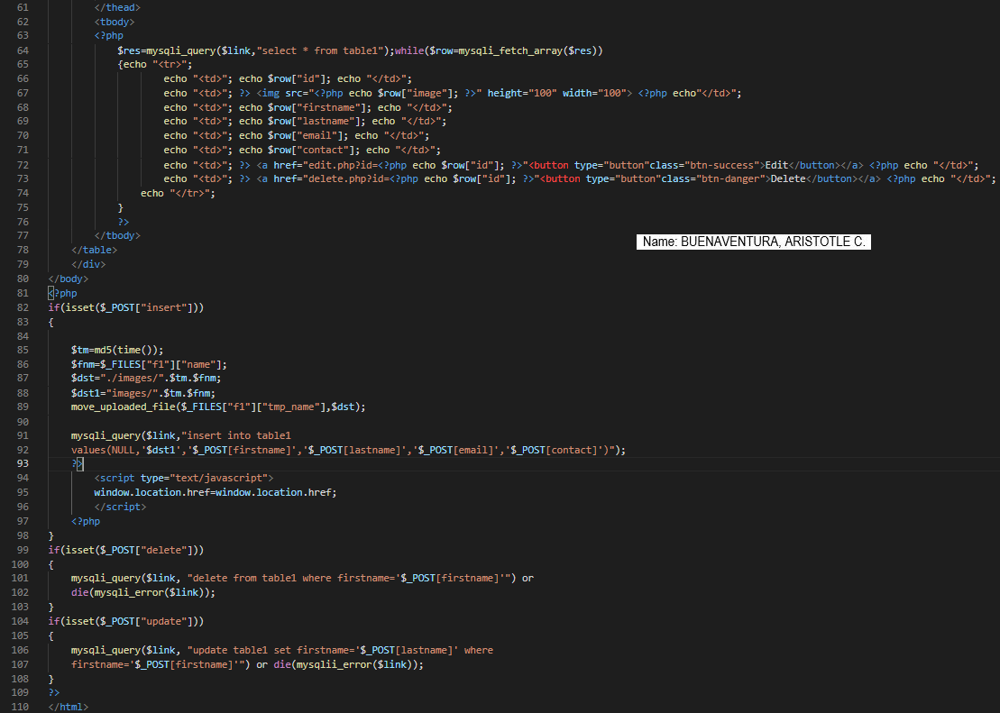 61 </thead>
62 <tbody>
63 <?php
64 $res=mysqli_query($link,"select * from table1");while($row=mysqli_fetch_array($res))
65 {echo "<tr>";
66 echo "<td>"; echo $row["id"]; echo "</td>";
67 echo "<td>"; ?> <img src="<?php echo $row["image"]; ?>" height="100" width="100"> <?php echo"</td>";
68 echo "<td>"; echo $row["firstname"]; echo "</td>";
69 echo "<td>"; echo $row["lastname"]; echo "</td>";
70 echo "<td>"; echo $row["email"]; echo "</td>";
71 echo "<td>"; echo $row["contact"]; echo "</td>";
72 echo "<td>"; ?> <a href="edit.php?id=<?php echo $row["id"]; ?>"<button type="button"class="btn-success">Edit</button></a> <?php echo "</td>";
73 echo "<td>"; ?> <a href="delete.php?id=<?php echo $row["id"]; ?>"<button type="button"class="btn-danger">Delete</button></a> <?php echo "</td>";
74 echo "</tr>";
75 }
76 ?>
77 </tbody>
Name: BUENAVENTURA, ARISTOTLE C.
78 </table>
79 </div>
80 </body>
81 <?php
82 if(isset($_POST["insert"]))
83 {
84
85 $tm=md5(time());
86 $fnm=$_FILES["f1"]["name"];
87 $dst="./images/".$tm.$fnm;
88 $dst1="images/".$tm.$fnm;
89 move_uploaded_file($_FILES["f1"]["tmp_name"],$dst);
90
91 mysqli_query($link,"insert into table1
92 values(NULL,'$dst1','$_POST[firstname]','$_POST[lastname]','$_POST[email]','$_POST[contact]')");
93 ?>
94 <script type="text/javascript">
95 window.location.href=window.location.href;
96 </script>
97 <?php
98 }
99 if(isset($_POST["delete"]))
100 {
101 mysqli_query($link, "delete from table1 where firstname='$_POST[firstname]'") or
102 die(mysqli_error($link));
103 }
104 if(isset($_POST["update"]))
105 {
106 mysqli_query($link, "update table1 set firstname='$_POST[lastname]' where
107 firstname='$_POST[firstname]'") or die(mysqlii_error($link));
108 }
109 ?>
110 </html>